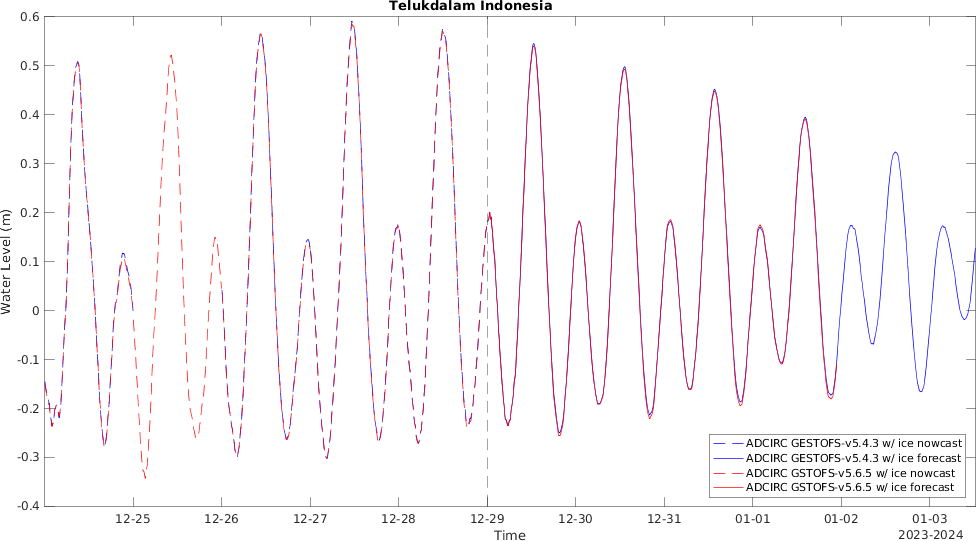 Telukdalam Indonesia
0.6
0.5
0.4
0.3
0.2
0.1
0
-0.1
-0.2
-0.3
-0.4
Water Level (m)
ADCIRC GESTOFS-v5.4.3 w/ ice nowcast
ADCIRC GESTOFS-v5.4.3 w/ ice forecast
ADCIRC GSTOFS-v5.6.5 w/ ice nowcast
ADCIRC GSTOFS-v5.6.5 w/ ice forecast
12-25 12-26 12-27 12-28 12-29 12-30 12-31 01-01 01-02 01-03
Time
2023-2024